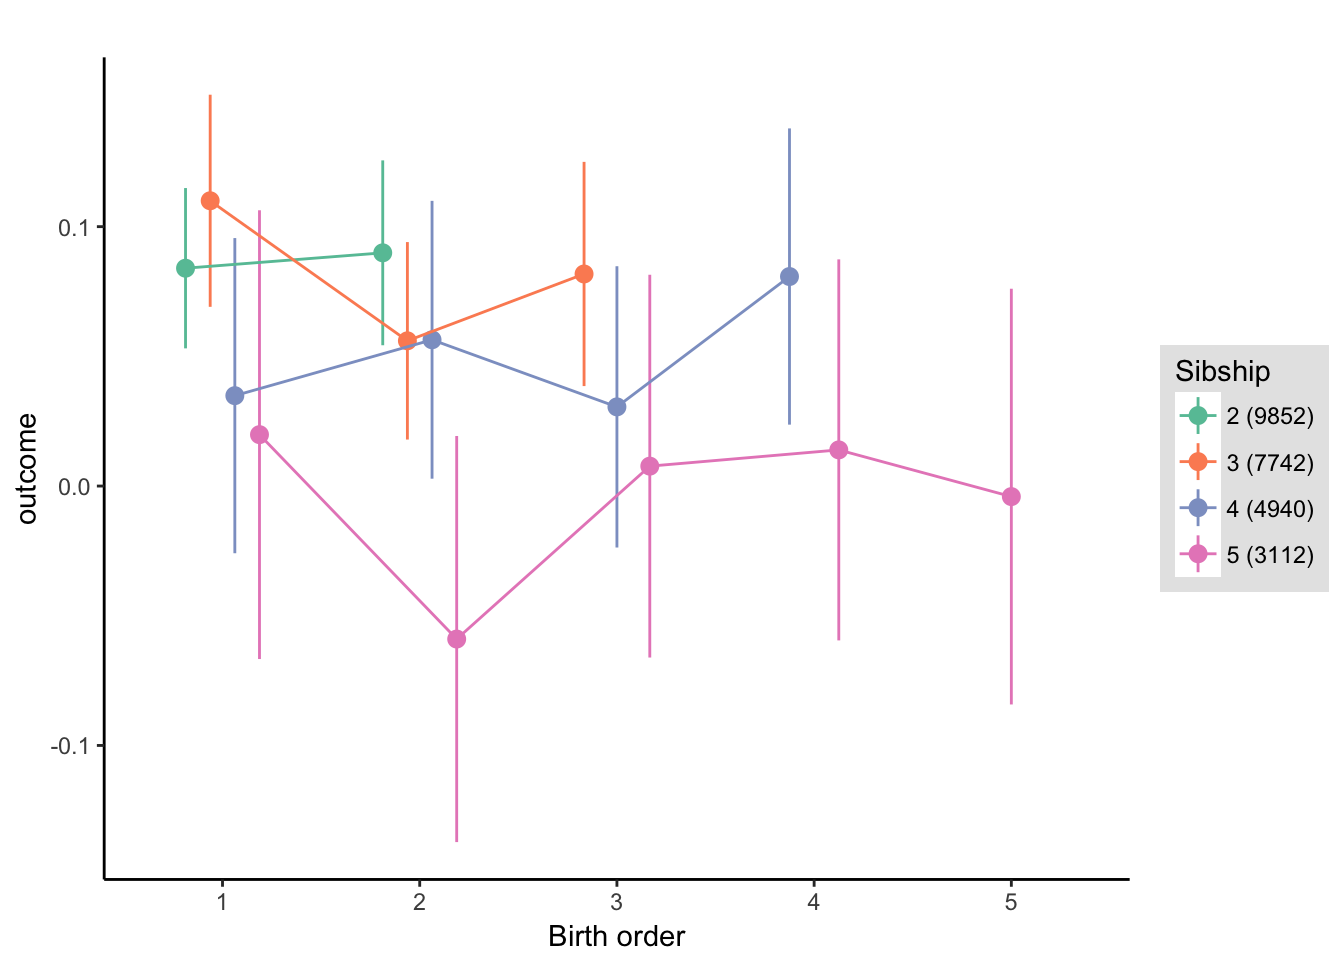 0.1
0.0
-0.1
outcome
1 2 3 4 5
Birth order
Sibship
2 (9852)
3 (7742)
4 (4940)
5 (3112)